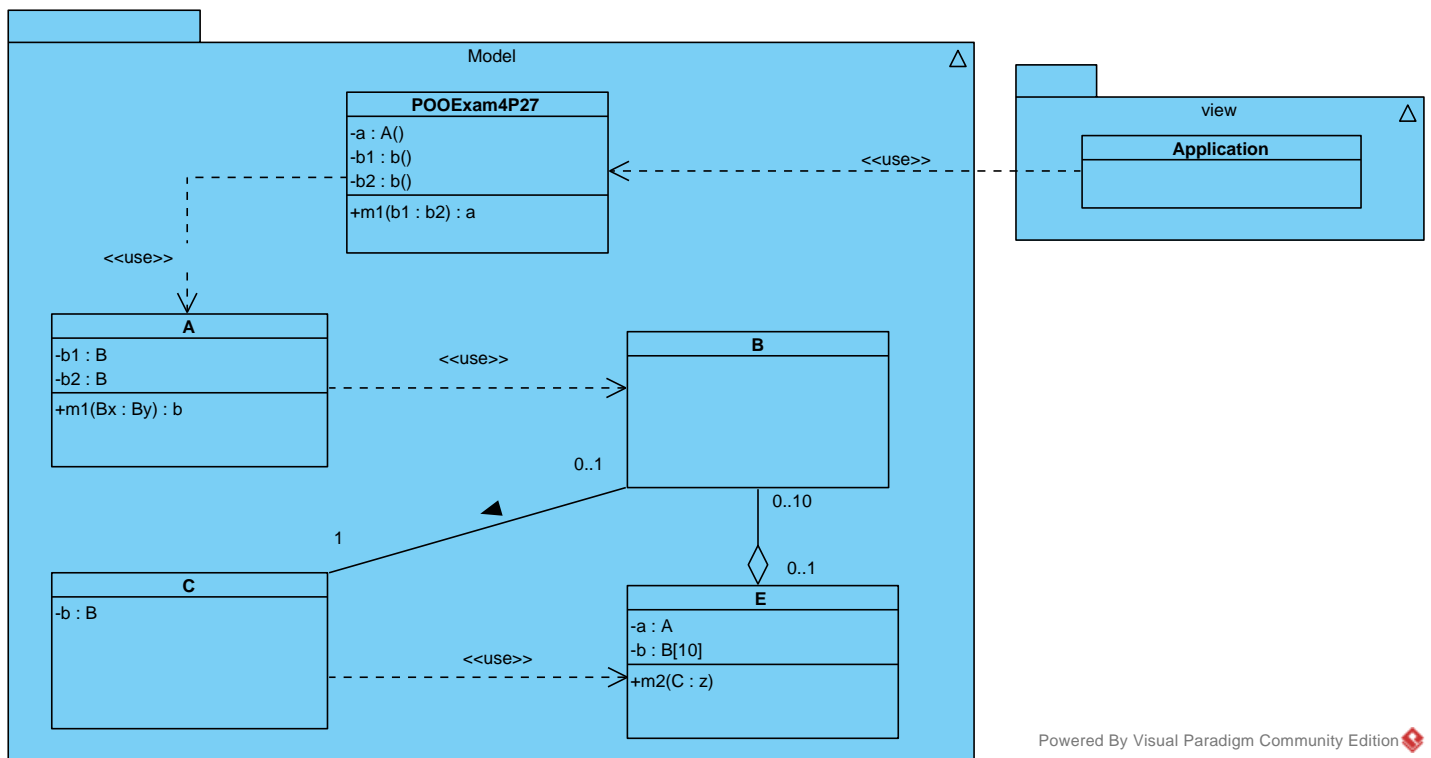 Model
POOExam4P27
-a : A()
-b1 : b()
-b2 : b()
+m1(b1 : b2) : a
<<use>>
view
Application
<<use>>
A
-b1 : B
-b2 : B
+m1(Bx : By) : b
<<use>>
B
0..1
1
0..10
0..1
C
-b : B
<<use>>
E
-a : A
-b : B[10]
+m2(C : z)
Powered By Visual Paradigm Community Edition